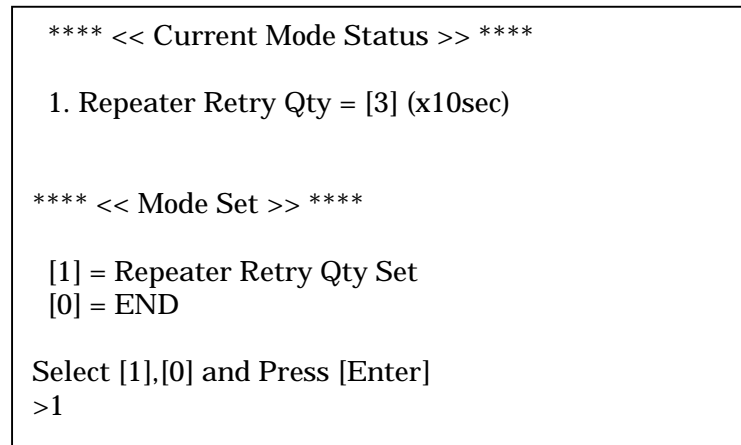 **** << Current Mode Status >> ****
1. Repeater Retry Qty = [3] (x10sec)
**** << Mode Set >> ****
[1] = Repeater Retry Qty Set
[0] = END
Select [1],[0] and Press [Enter]
>1